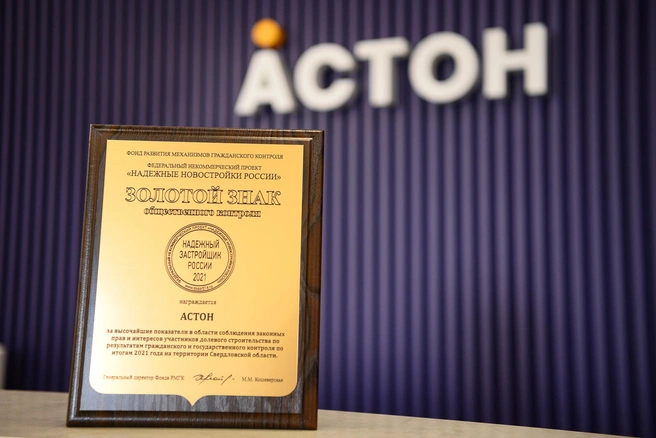 АСТОН
ФОНД РАЗВИТИЯ МЕХАНИЗМОВ ГРАЖДАНСКОГО КОНТРОЛЯ
ФЕДЕРАЛЬНЫЙ НЕКОММЕРЧЕСКИЙ ПРОЕКТ
«НАДЕЖНЫЕ НОВОСТРОЙКИ РОССИИ»
ЗОЛОТОЙ ЗНАК
общественного контроля
НАДЕЖНЫЙ
ЗАСТРОЙЩИК
РОССИИ
2021
награждается
АСТОН
за высочайшие показатели в области соблюдения законных
прав и интересов участников долевого строительства по
результатам гражданского и государственного контроля по
итогам 2021 года на территории Свердловской области.
Генеральный директор Фонда РМГК
М.М. Кошеверская